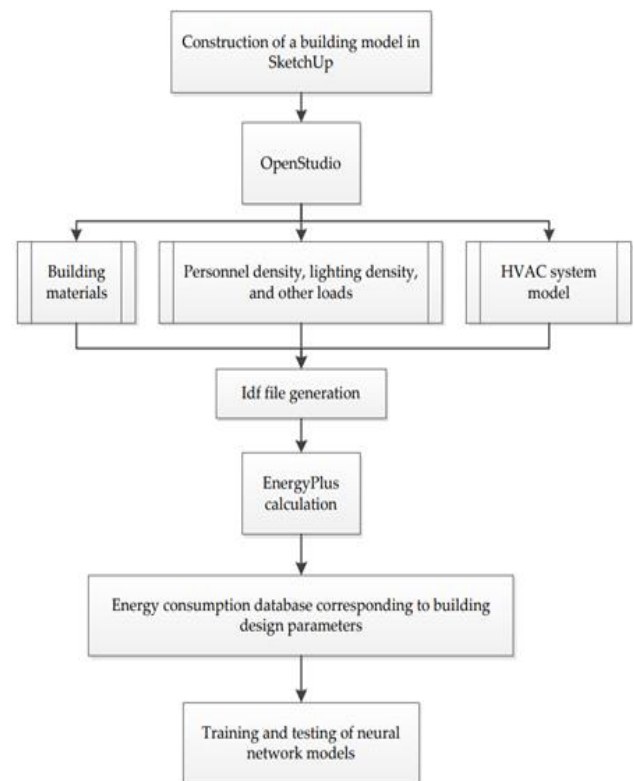 Construction of a building model in
SketchUp
OpenStudio
Building
materials
Personnel density, lighting density,
and other loads
HVAC system
model
Idf file generation
EnergyPlus
calculation
Energy consumption database corresponding to building
design parameters
Training and testing of neural
network models